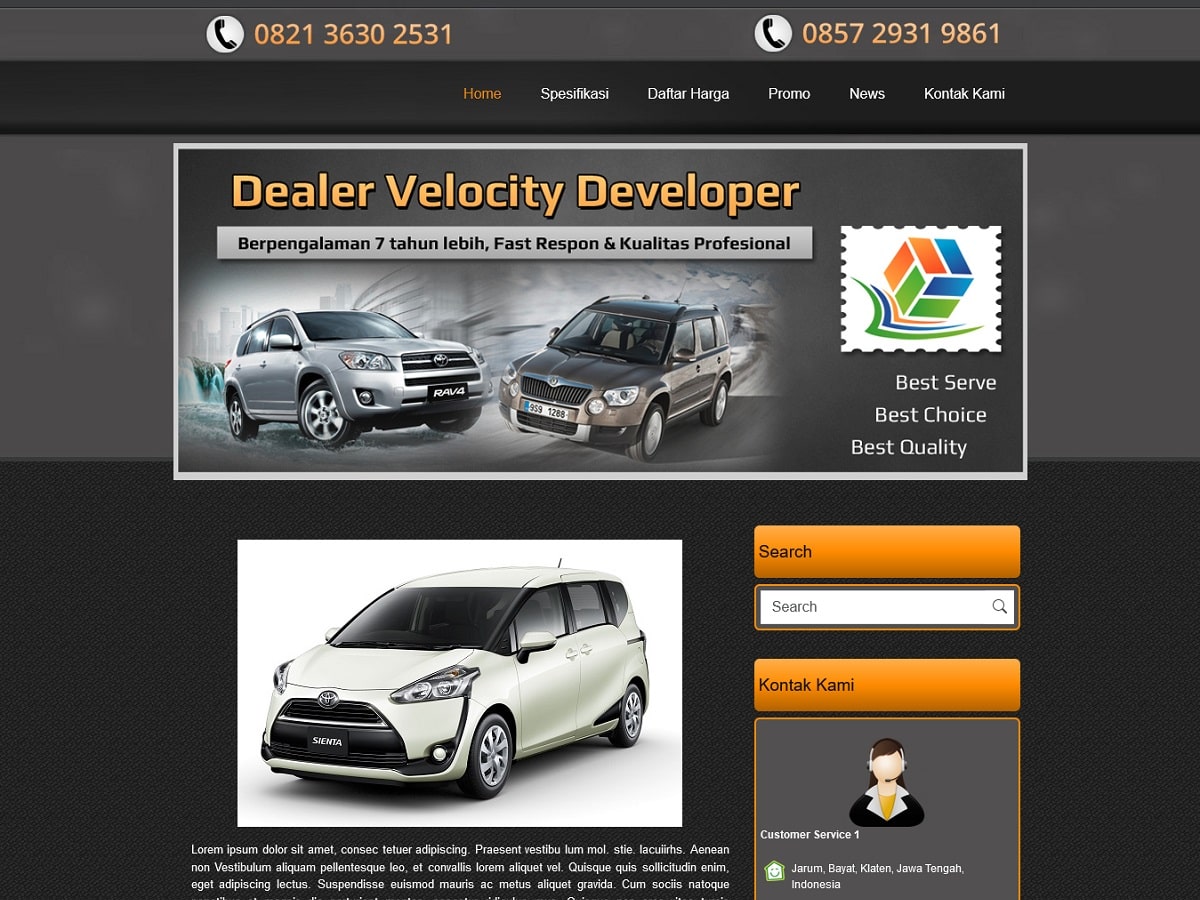 0821 3630 2531
0857 2931 9861
Home Spesifikasi Daftar Harga Promo News Kontak Kami
Dealer Velocity Developer
Berpengalaman 7 tahun lebih, Fast Respon & Kualitas Profesional
RAV4
9S9 1288
Best Serve
Best Choice
Best Quality
Search
Search
Kontak Kami
SIENTA
Customer Service 1
Jarum, Bayat, Klaten, Jawa Tengah,
Indonesia
Lorem ipsum dolor sit amet, consec tetuer adipiscing. Praesent vestibu lum mol. stie. lacuiirhs. Aenean
non Vestibulum aliquam pellentesque leo, et convallis lorem aliquet vel. Quisque quis sollicitudin enim,
eget adipiscing lectus. Suspendisse euismod mauris ac metus aliquet gravida. Cum sociis natoque